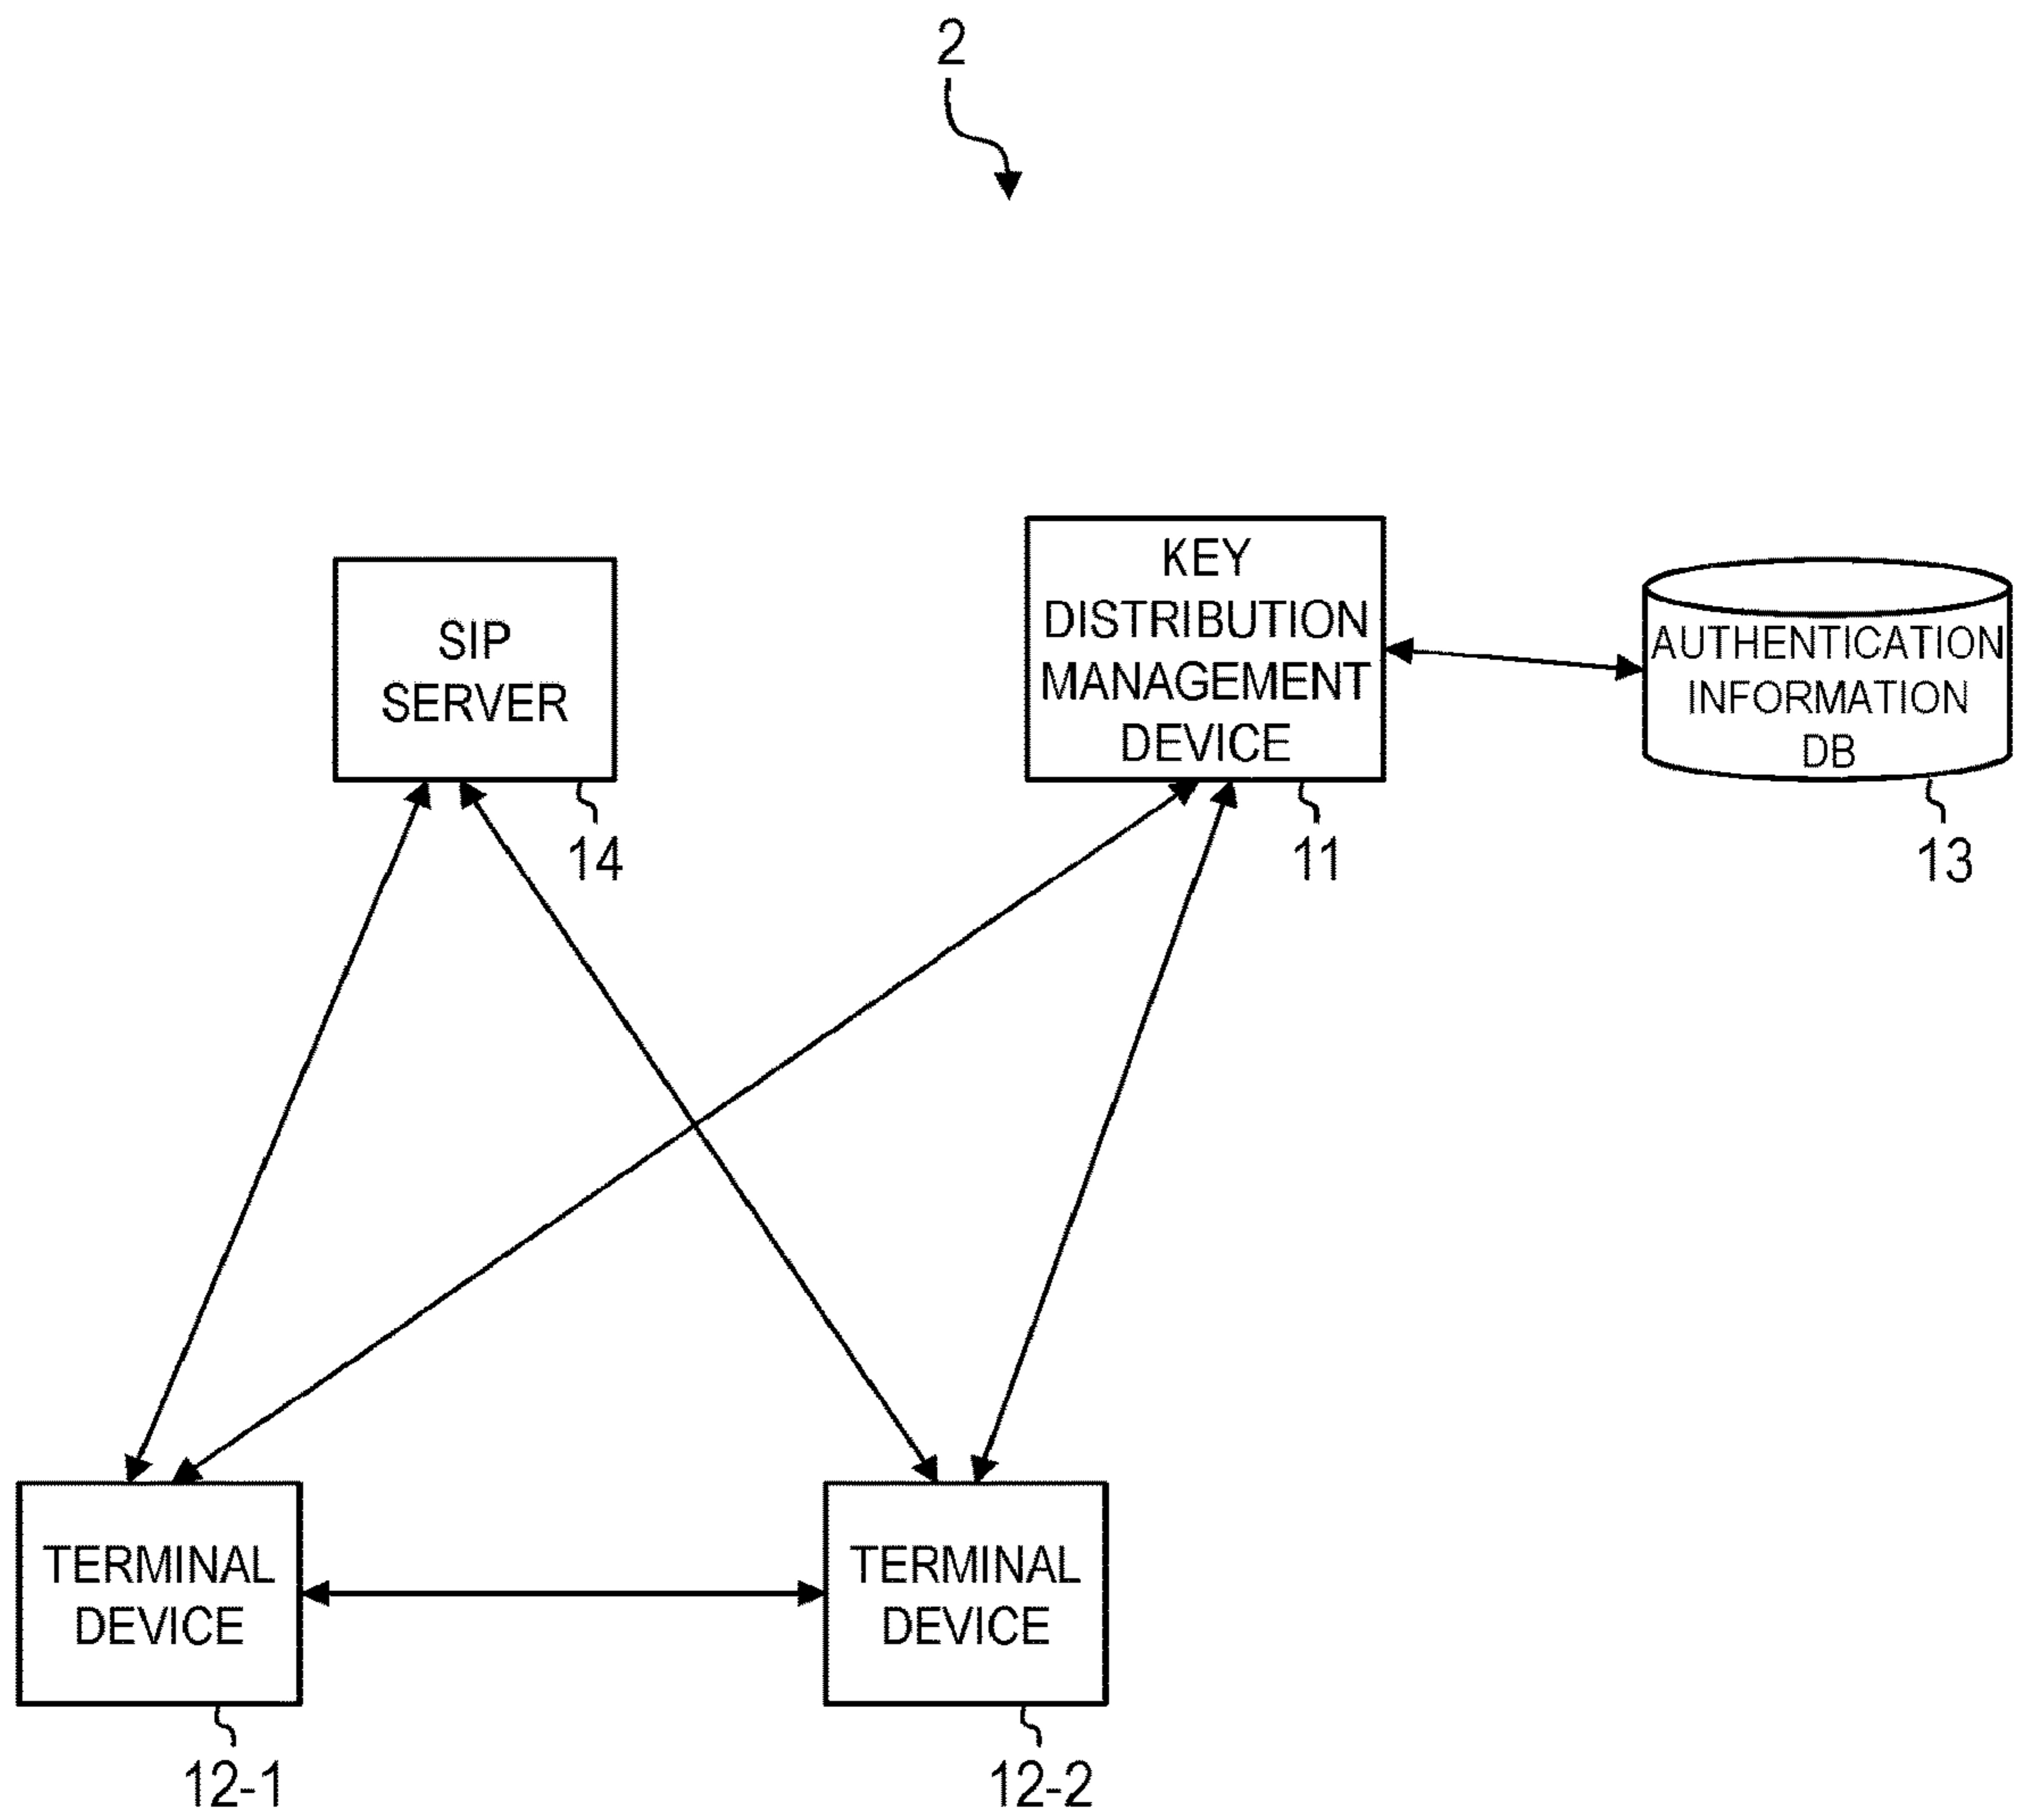 2
SIP
SERVER
14
KEY
DISTRIBUTION
MANAGEMENT
DEVICE
11
AUTHENTICATION
INFORMATION
DB
13
TERMINAL
DEVICE
12-1
TERMINAL
DEVICE
12-2